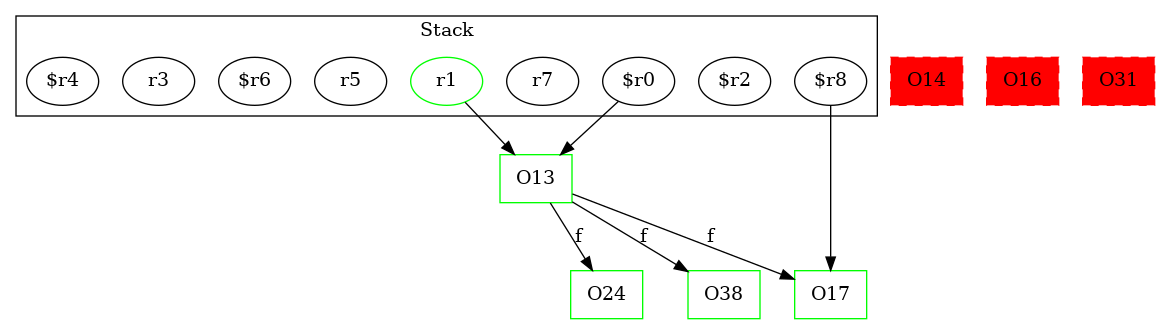 Stack
$r4 r3 $r6 r5 r1 r7 $r0 $r2 $r8 O14 O16 O31
O13
f f f
O24 O38 O17